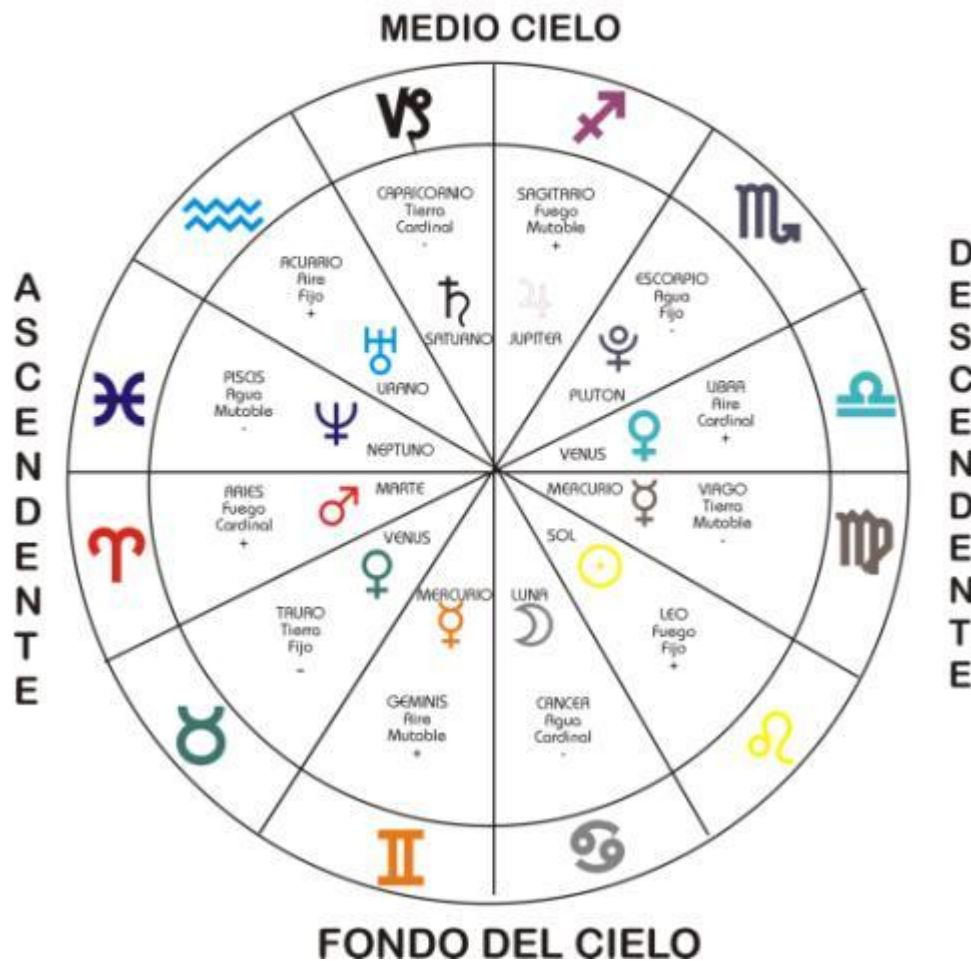 MEDIO CIELO
CAPRICORNIO
Tierra
Cardinal
-
SATURNO
SAGITARIO
Fuego
Mutable
+
JUPITER
ACUARIO
Aire
Fijo
+
URANO
ESCORPIO
Agua
Fijo
-
PLUTON
ASCENDENTE
DESCENDENTE
PISCIS
Agua
Mutable
-
NEPTUNO
LIBRA
Aire
Cardinal
+
VENUS
ARIES
Fuego
Cardinal
+
MARTE
MERCURIO
VIRGO
Tierra
Mutable
-
VENUS
TAURO
Tierra
Fijo
-
SOL
LEO
Fuego
Fijo
+
MERCURIO
GEMINIS
Aire
Mutable
+
LUNA
CANCER
Agua
Cardinal
-
FONDO DEL CIELO